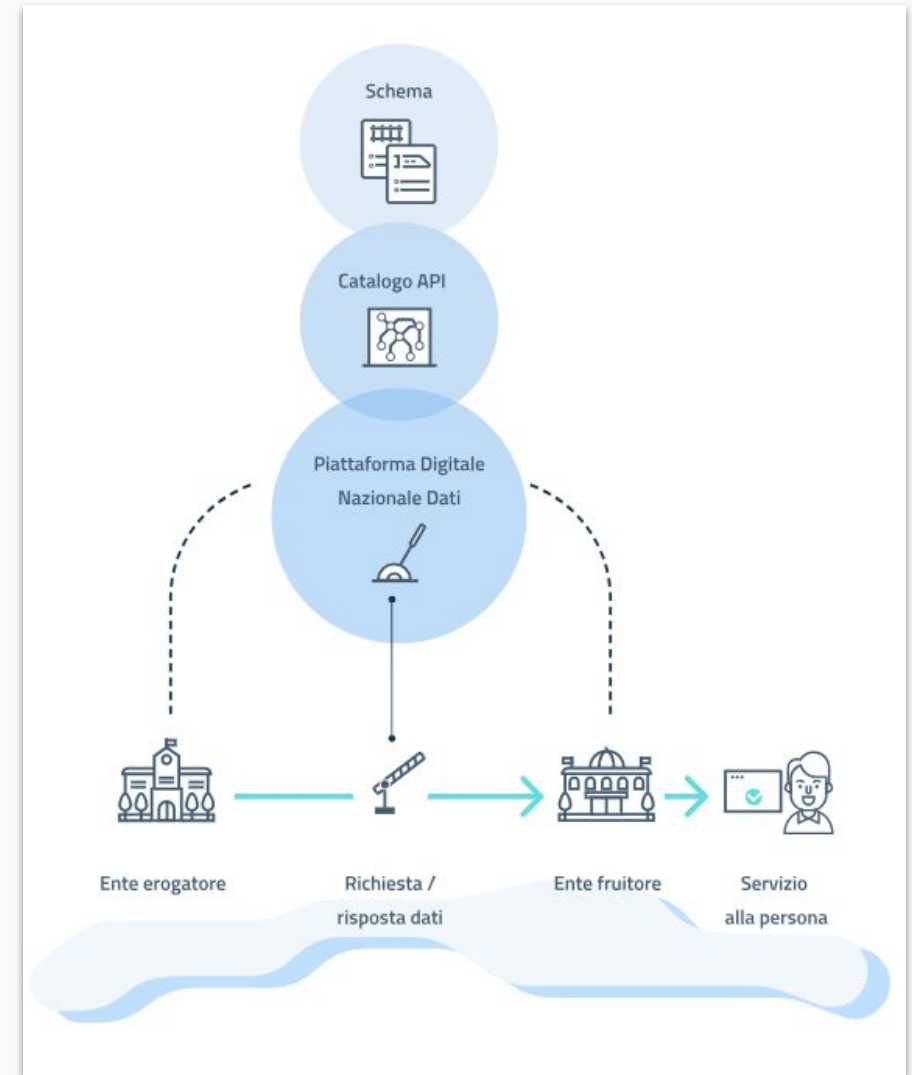 Schema
Catalogo API
Piattaforma Digitale
Nazionale Dati
Ente erogatore
Richiesta /
risposta dati
Ente fruitore
Servizio
alla persona